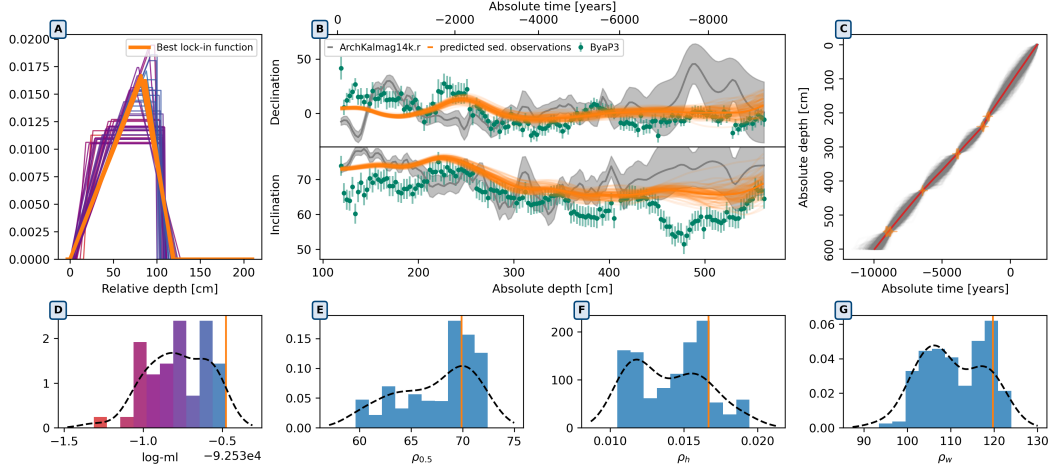 Absolute time [years]
0 −2000 −4000 −6000 −8000
A
Best lock-in function
0.0200
0.0175
0.0150
0.0125
0.0100
0.0075
0.0050
0.0025
0.0000
0 50 100 150 200
Relative depth [cm]
B
ArchKalmag14k.r predicted sed. observations ByaP3
Declination
50
0
Inclination
70
60
50
100 200 300 400 500
Absolute depth [cm]
C
Absolute depth [cm]
0
100
200
300
400
500
600
−10000 −5000 0
Absolute time [years]
D
2
1
0
−1.5 −1.0 −0.5
log-ml −9.253e4
E
0.15
0.10
0.05
0.00
60 65 70 75
ρ0.5
F
200
100
0
0.010 0.015 0.020
ρh
G
0.06
0.04
0.02
0.00
90 100 110 120 130
ρw